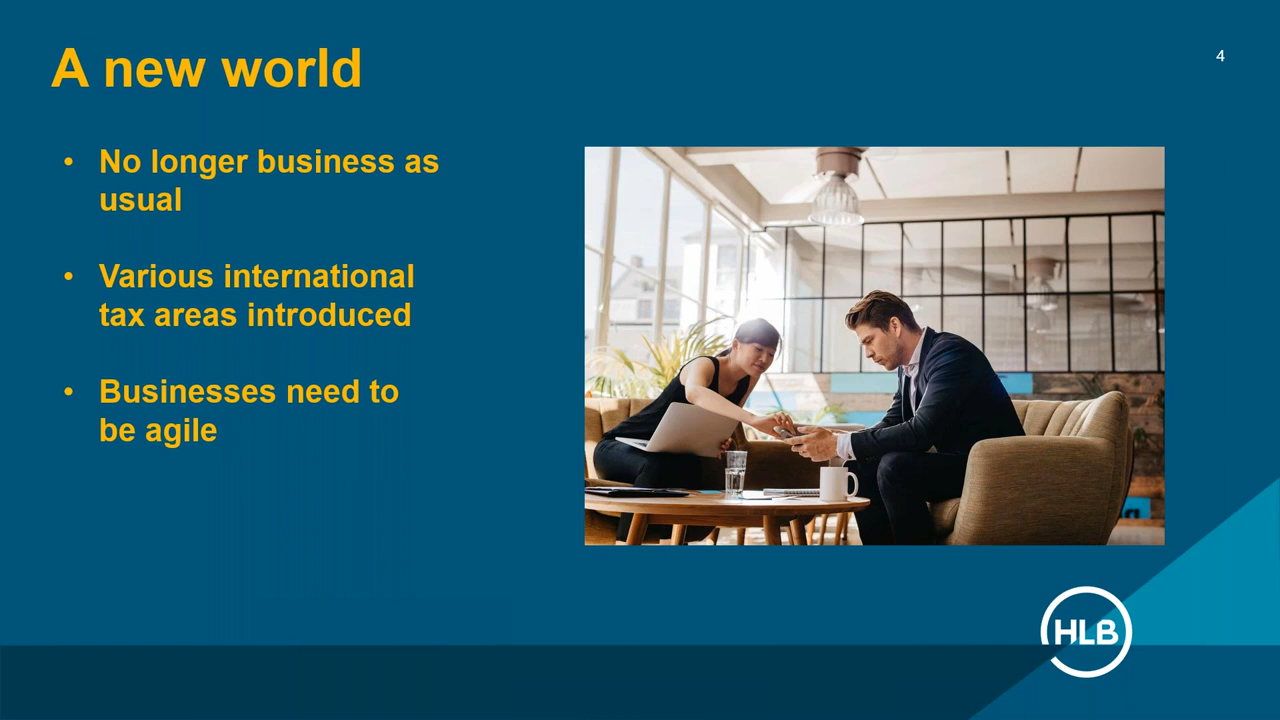 A new world
4
• No longer business as
usual
• Various international
tax areas introduced
• Businesses need to
be agile
HLB